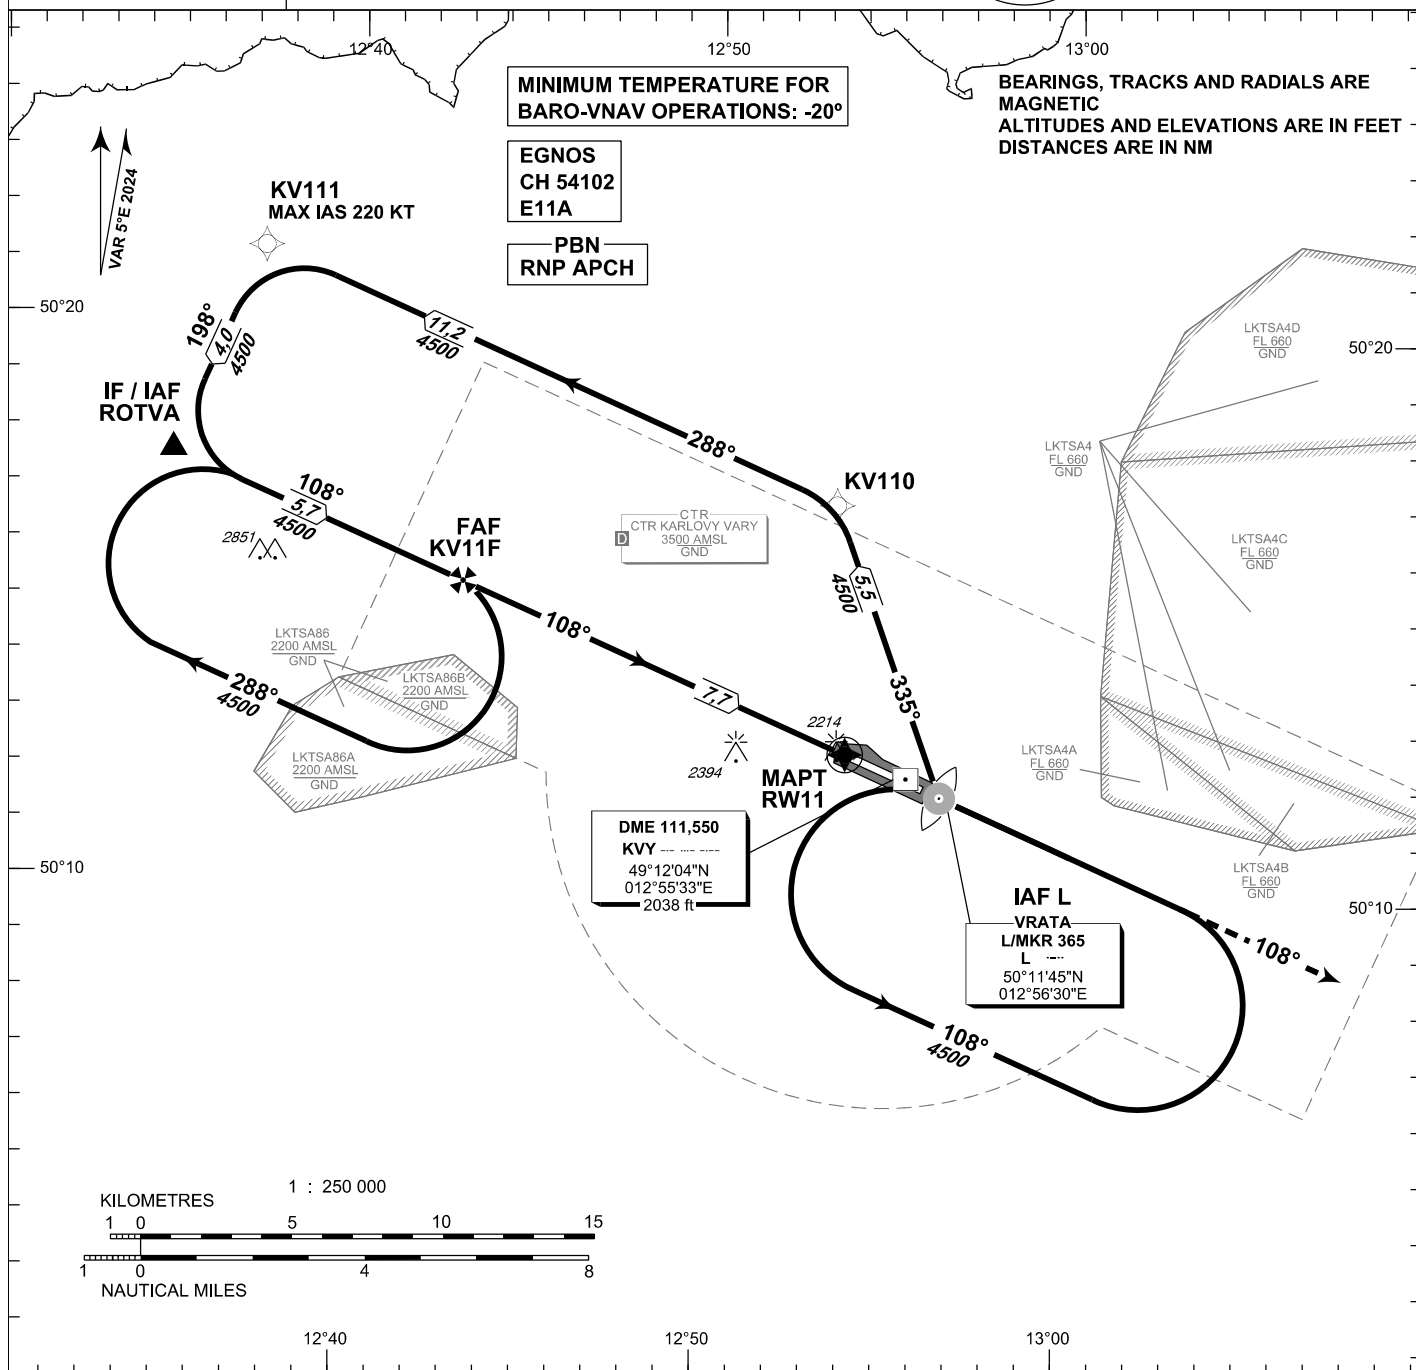 12°40
12°50
13°00
MINIMUM TEMPERATURE FOR
BARO-VNAV OPERATIONS: -20º
BEARINGS, TRACKS AND RADIALS ARE
MAGNETIC
ALTITUDES AND ELEVATIONS ARE IN FEET
DISTANCES ARE IN NM
EGNOS
CH 54102
E11A
PBN
RNP APCH
VAR 5°E 2024
KV111
MAX IAS 220 KT
50°20
50°20
198°
4,0
4500
11,2
4500
288°
IF / IAF
ROTVA
108°
5,7
4500
2851
FAF
KV11F
KV110
CTR
CTR KARLOVY VARY
D
3500 AMSL
GND
5,5
4500
335°
LKTSA4D
FL 660
GND
LKTSA4
FL 660
GND
LKTSA4C
FL 660
GND
LKTSA86
2200 AMSL
GND
LKTSA86B
2200 AMSL
GND
LKTSA86A
2200 AMSL
GND
288°
4500
108°
7,7
2214
2394
MAPT
RW11
LKTSA4A
FL 660
GND
LKTSA4B
FL 660
GND
DME 111,550
KVY
49°12'04"N
012°55'33"E
2038 ft
IAF L
VRATA
L/MKR 365
L
50°11'45"N
012°56'30"E
50°10
50°10
108°
108°
4500
1 : 250 000
KILOMETRES
1 0 5 10 15
1 0 4 8
NAUTICAL MILES
12°40
12°50
13°00